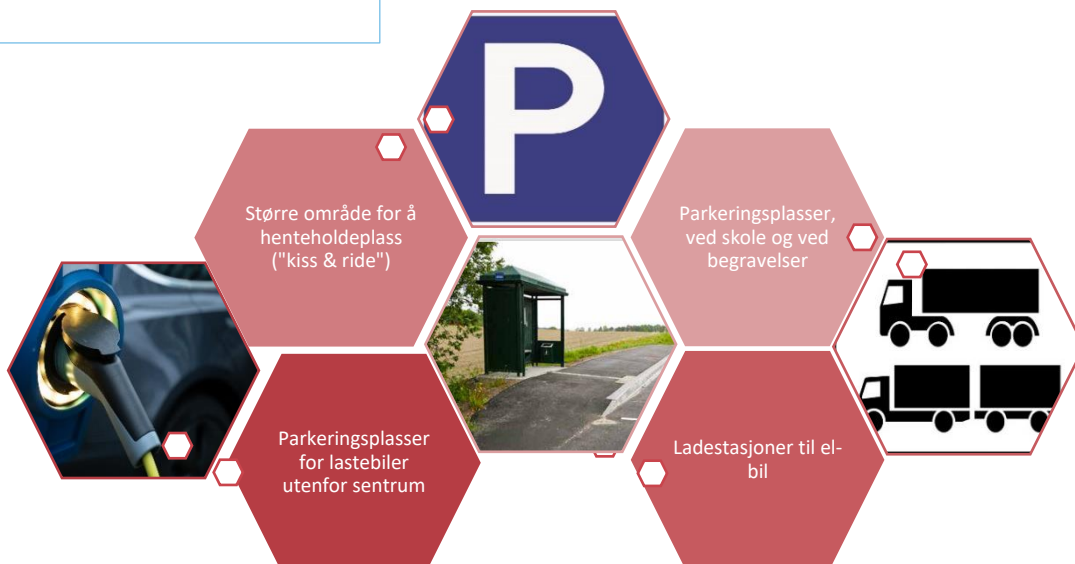 P
Større område for å
henteholdeplass
("kiss & ride")
Parkeringsplasser,
ved skole og ved
begravelser
Parkeringsplasser
for lastebiler
utenfor sentrum
Ladestasjoner til el-
bil